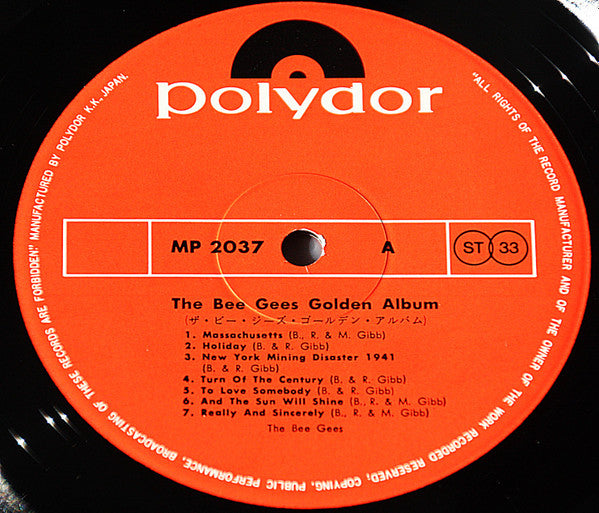 polydor
MP 2037 A ST 33
The Bee Gees Golden Album
(ザ・ビー・ジーズ・ゴールデン・アルバム)
1. Massachusetts (B., R. & M. Gibb)
2. Holiday (B. & R. Gibb)
3. New York Mining Disaster 1941
(B. & R. Gibb)
4. Turn Of The Century (B. & R. Gibb)
5. To Love Somebody (B. & R. Gibb)
6. And The Sun Will Shine (B., R. & M. Gibb)
7. Really And Sincerely (B., R. & M. Gibb)
The Bee Gees
"ALL RIGHTS OF THE RECORD MANUFACTURER AND OF THE OWNER OF THE WORK RECORDED RESERVED; COPYING, PUBLIC PERFORMANCE, BROADCASTING OF THESE RECORDS ARE FORBIDDEN." MANUFACTURED BY POLYDOR K.K., JAPAN.